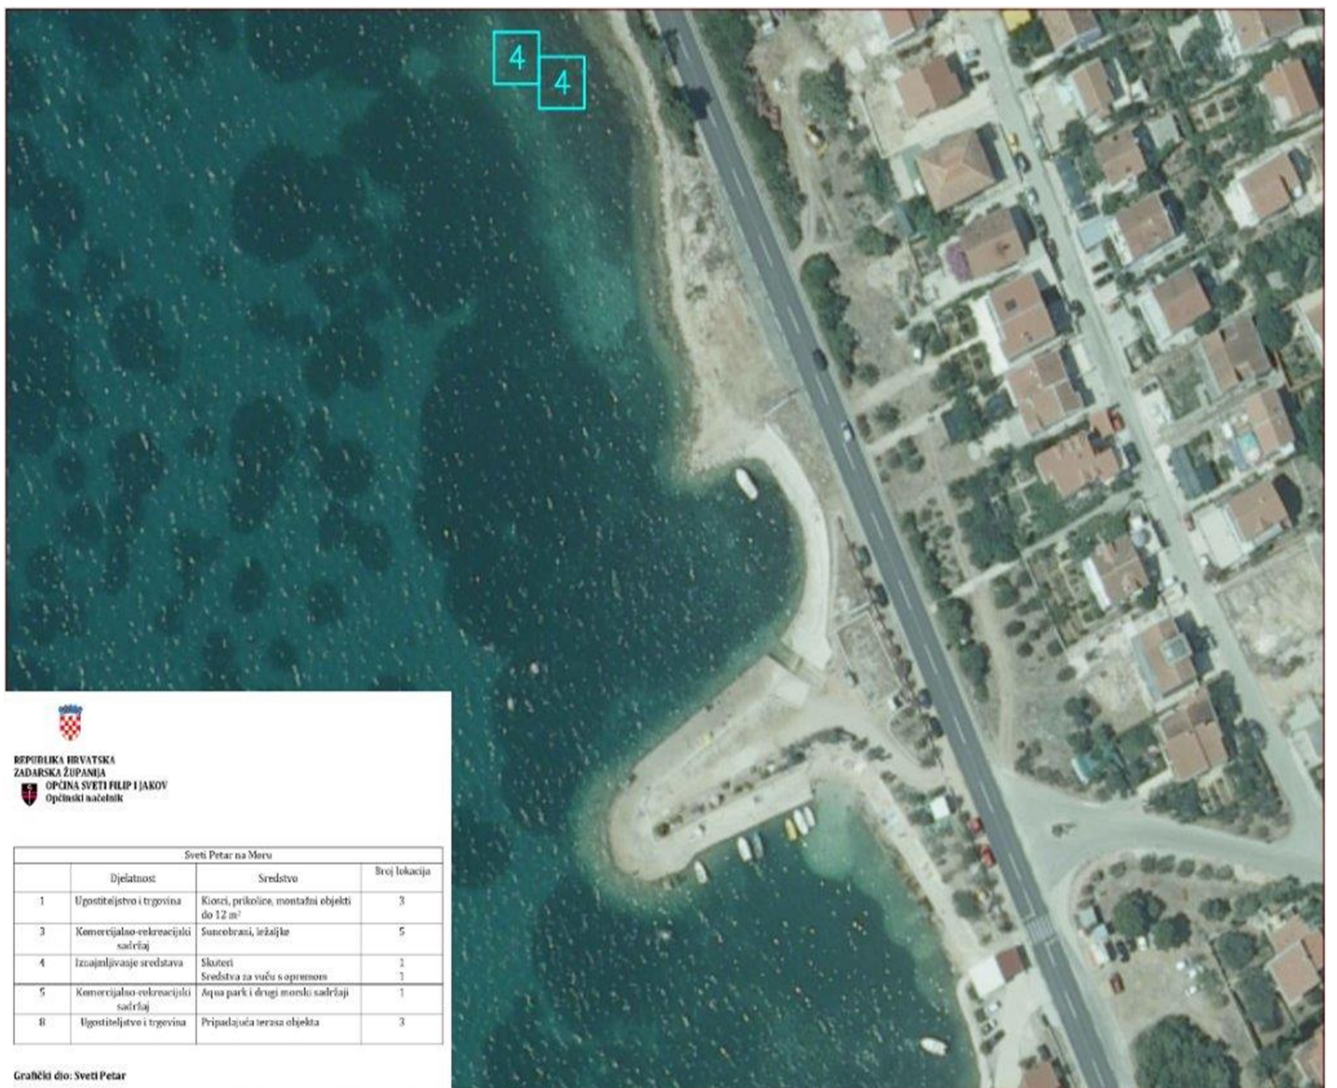 4
4
REPUBLIKA HRVATSKA
ZADARSKA ŽUPANIJA
OPĆINA SVETI FILIP I JAKOV
Općinski načelnik
Sveti Petar na Moru
Djelatnost Sredstvo Broj lokacija
1 Ugostiteljstvo i trgovina Kiosci, prikolice, montažni objekti 3
do 12 m²
3 Komercijalno-rekreacijski Suncobrani, ležaljke 5
sadržaj
4 Iznajmljivanje sredstava Skuteri 1
Sredstva za vuču s opremom 1
5 Komercijalno-rekreacijski Aqua park i drugi morski sadržaji 1
sadržaj
8 Ugostiteljstvo i trgovina Pripadajuća terasa objekta 3
Grafički dio: Sveti Petar